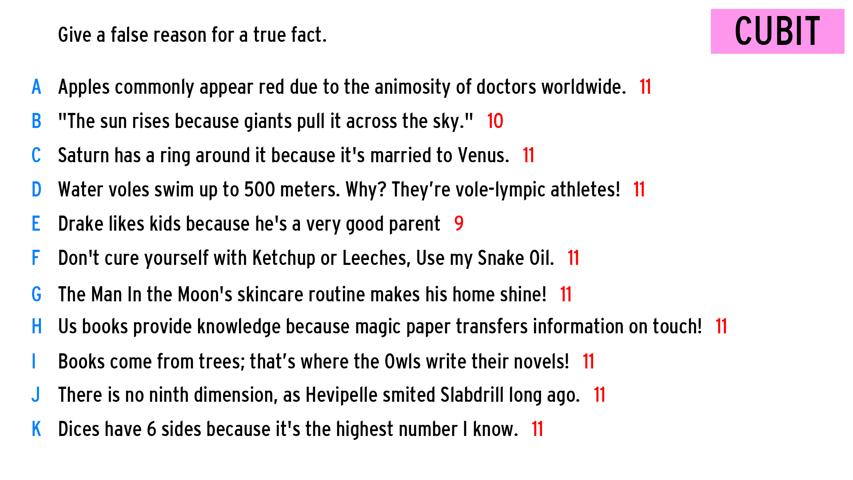 Give a false reason for a true fact.
CUBIT
A Apples commonly appear red due to the animosity of doctors worldwide. 11
B "The sun rises because giants pull it across the sky." 10
C Saturn has a ring around it because it's married to Venus. 11
D Water voles swim up to 500 meters. Why? They’re vole-lympic athletes! 11
E Drake likes kids because he's a very good parent 9
F Don't cure yourself with Ketchup or Leeches, Use my Snake Oil. 11
G The Man In the Moon's skincare routine makes his home shine! 11
H Us books provide knowledge because magic paper transfers information on touch! 11
I Books come from trees; that’s where the Owls write their novels! 11
J There is no ninth dimension, as Hevipelle smited Slabdrill long ago. 11
K Dices have 6 sides because it's the highest number I know. 11